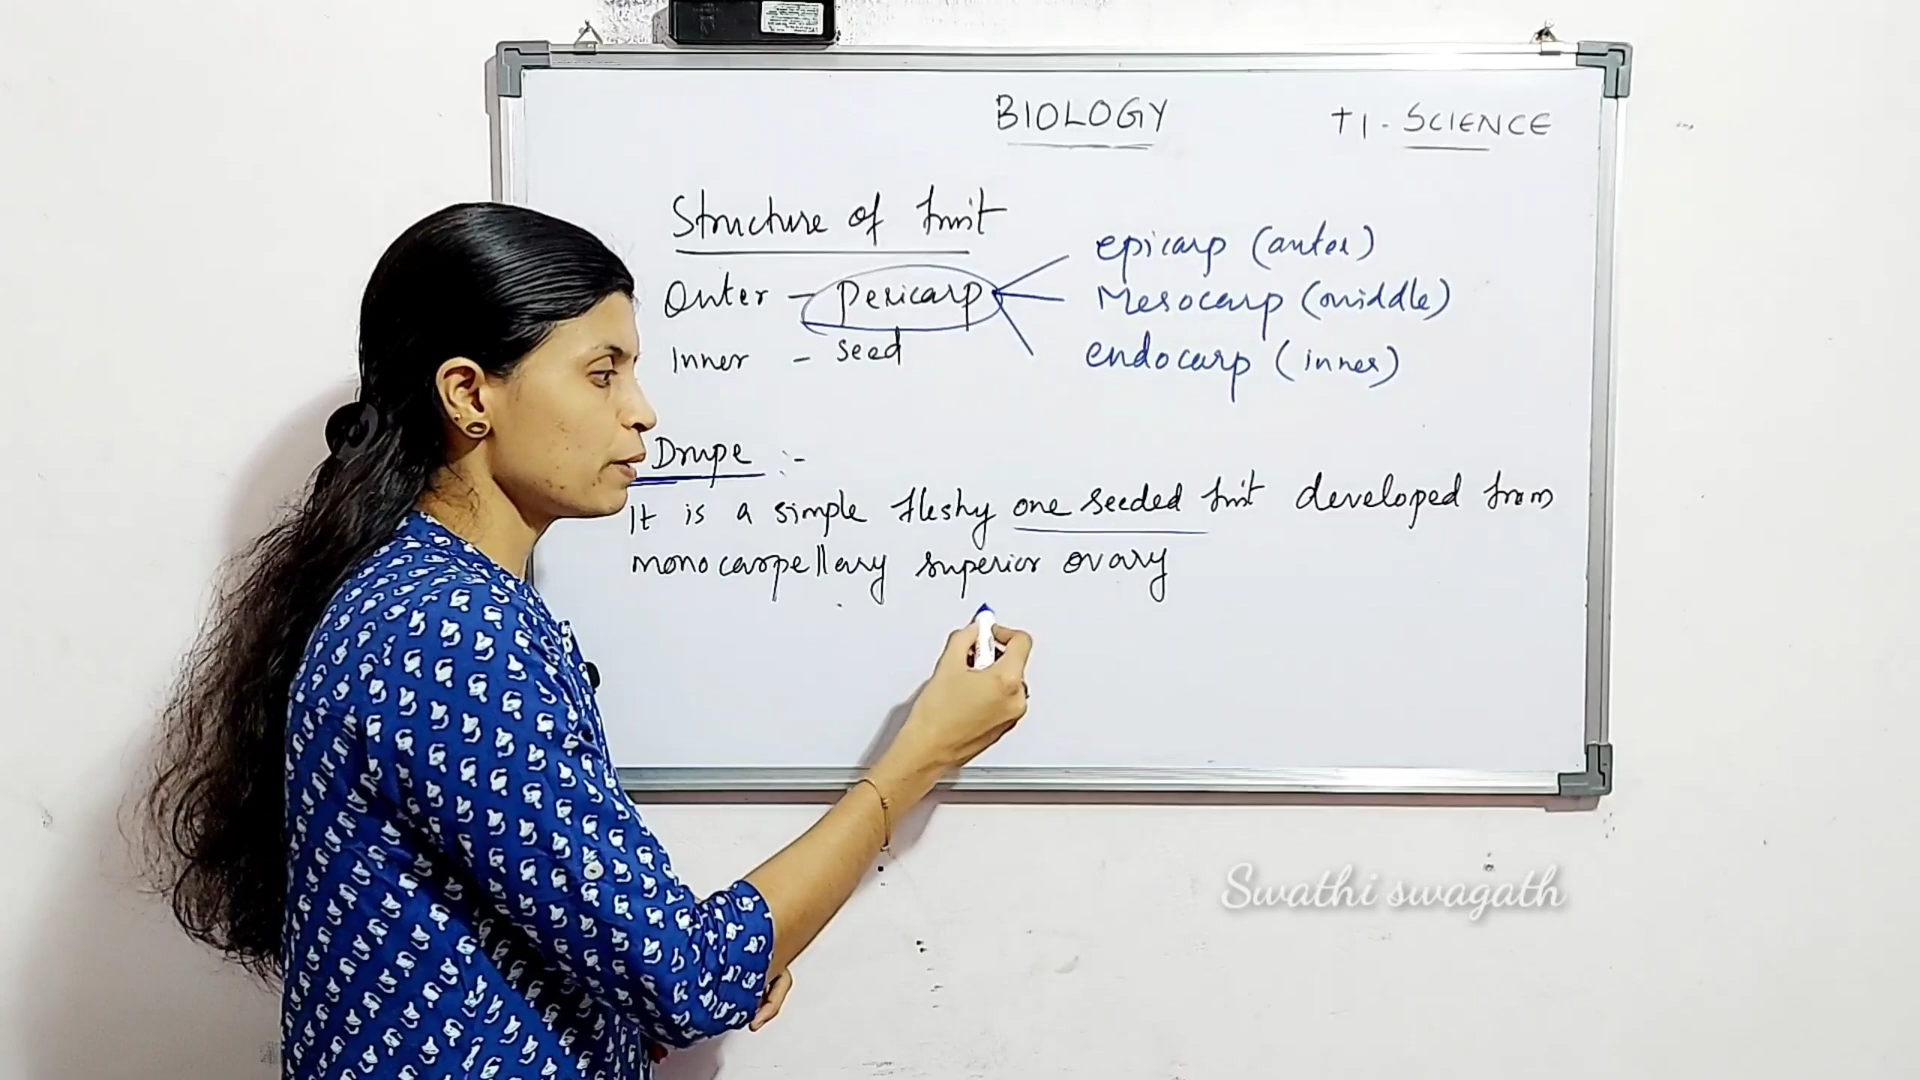 BIOLOGY
+1 - SCIENCE
Structure of fruit
Outer - pericarp
epicarp (outer)
Mesocarp (middle)
Inner - seed
endocarp (inner)
Drupe :-
It is a simple fleshy one seeded fruit developed from
monocarpellary superior ovary
Swathi swagath